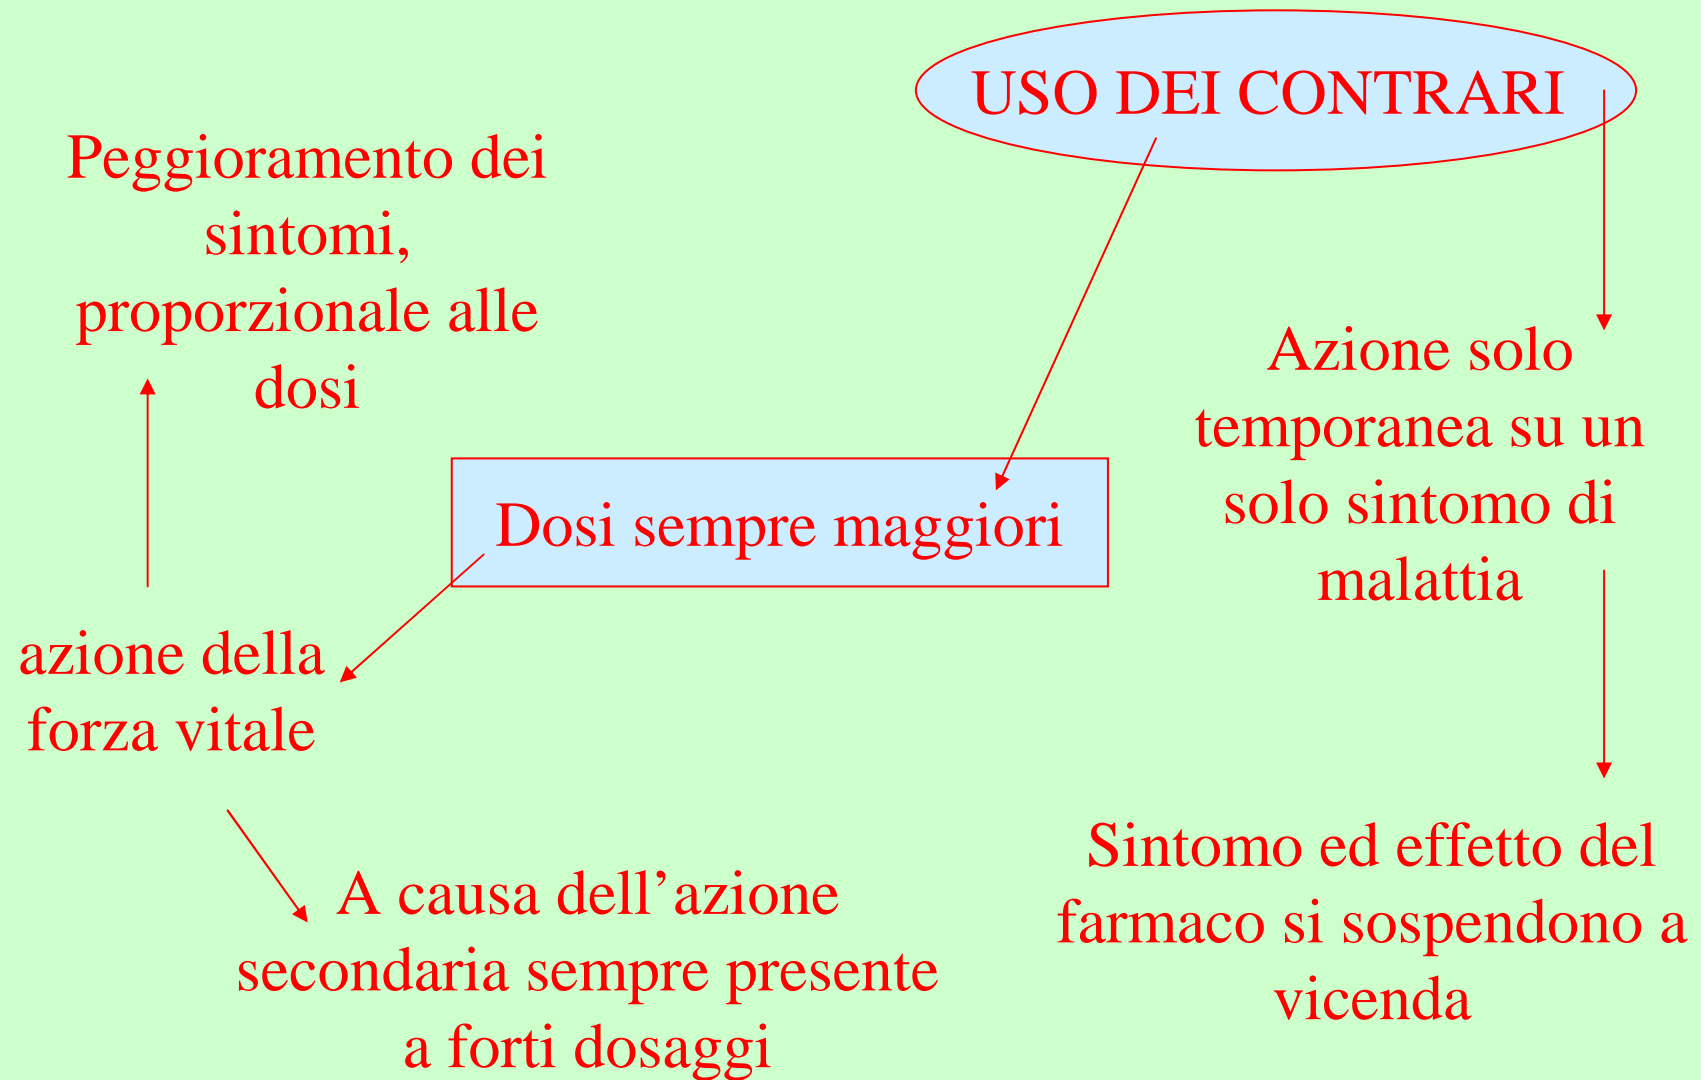 USO DEI CONTRARI
Peggioramento dei
sintomi,
proporzionale alle
dosi
Azione solo
temporanea su un
solo sintomo di
malattia
Dosi sempre maggiori
azione della
forza vitale
Sintomo ed effetto del
farmaco si sospendono a
vicenda
A causa dell’azione
secondaria sempre presente
a forti dosaggi